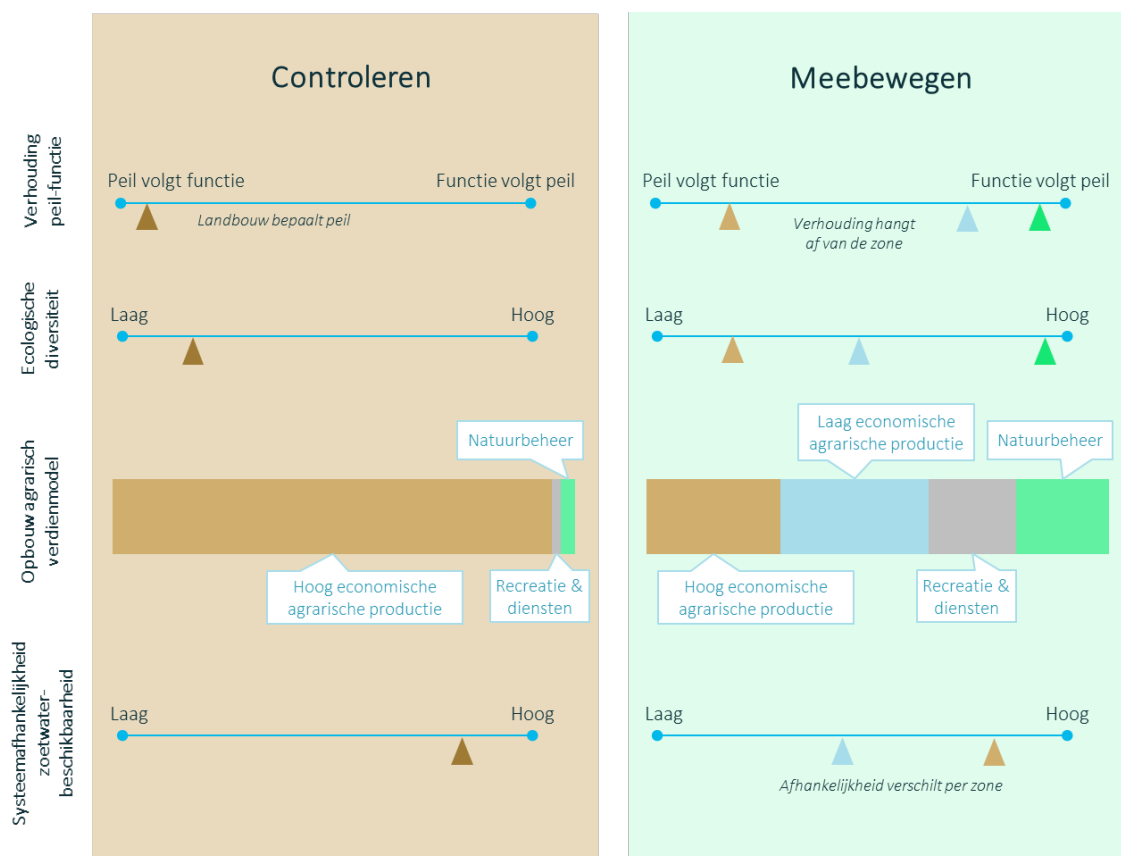 Controleren
Meebewegen
Verhouding
peil-functie
Peil volgt functie
Functie volgt peil
Landbouw bepaalt peil
Peil volgt functie
Functie volgt peil
Verhouding hangt
af van de zone
Ecologische
diversiteit
Laag
Hoog
Laag
Hoog
Opbouw agrarisch
verdienmodel
Natuurbeheer
Hoog economische
agrarische productie
Recreatie &
diensten
Laag economische
agrarische productie
Natuurbeheer
Hoog economische
agrarische productie
Recreatie &
diensten
Systeemafhankelijkheid
zoetwater-
beschikbaarheid
Laag
Hoog
Laag
Hoog
Afhankelijkheid verschilt per zone